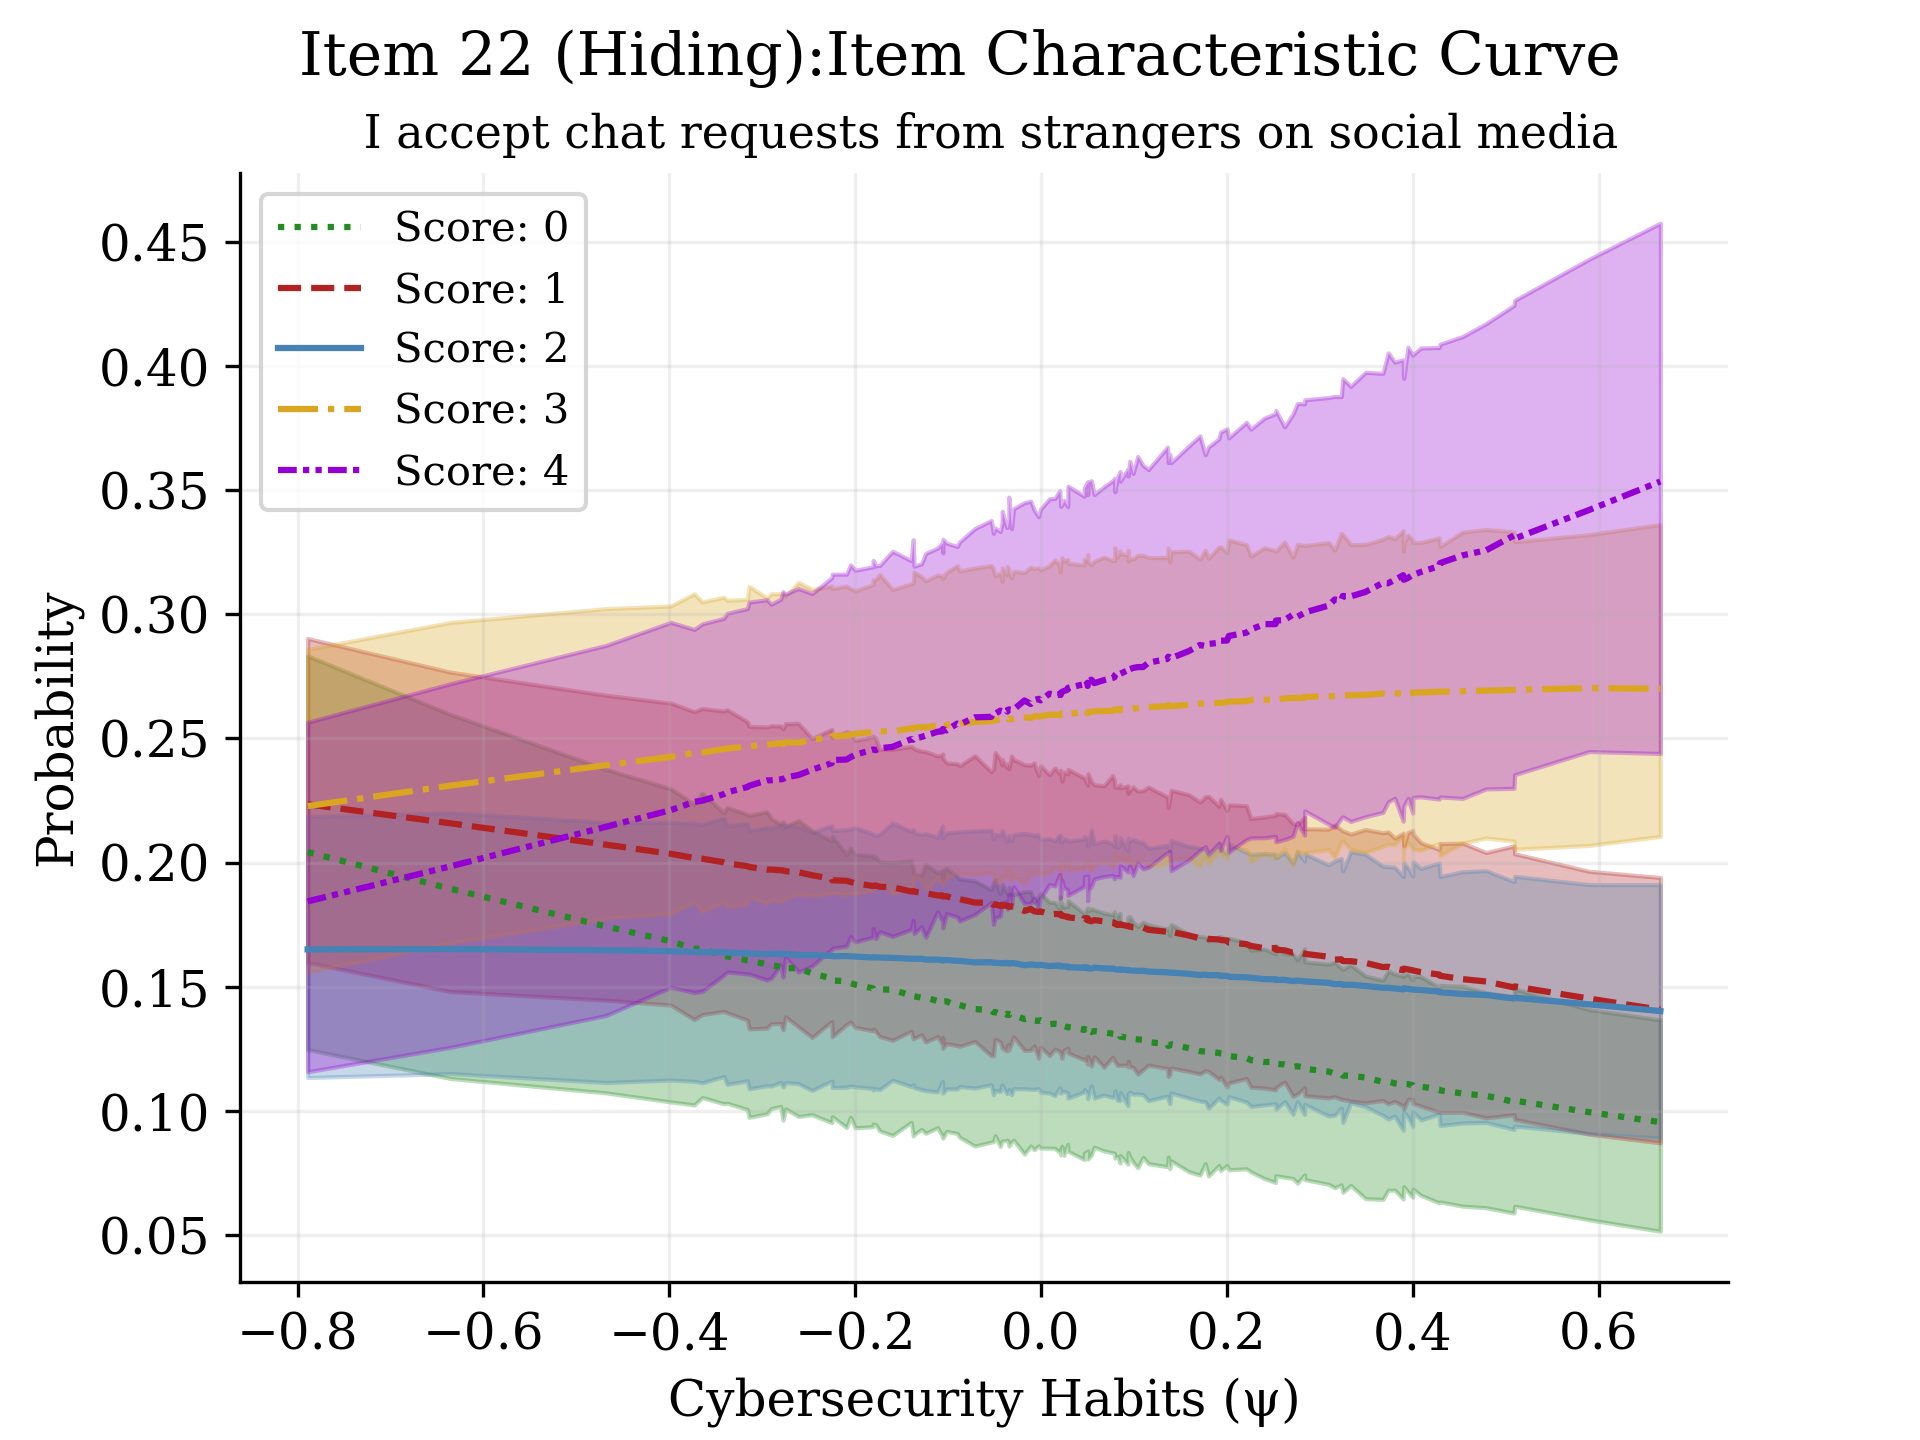 Item 22 (Hiding):Item Characteristic Curve
I accept chat requests from strangers on social media
Score: 0
Score: 1
Score: 2
Score: 3
Score: 4
Probability
0.45
0.40
0.35
0.30
0.25
0.20
0.15
0.10
0.05
−0.8 −0.6 −0.4 −0.2 0.0 0.2 0.4 0.6
Cybersecurity Habits (ψ)